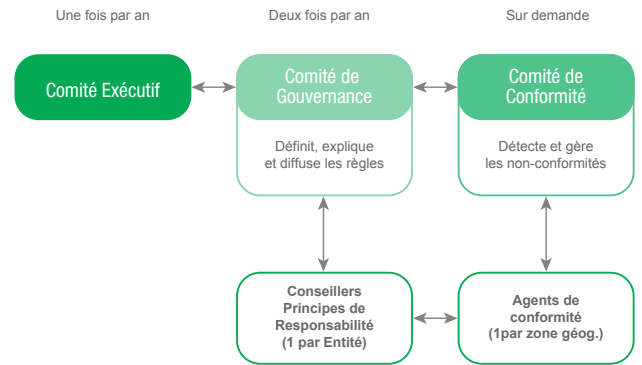 Une fois par an
Deux fois par an
Sur demande
Comité Exécutif
Comité de
Gouvernance
Comité de
Conformité
Définit, explique
et diffuse les règles
Détecte et gère
les non-conformités
Conseillers
Principes de
Responsabilité
(1 par Entité)
Agents de
conformité
(1par zone géog.)